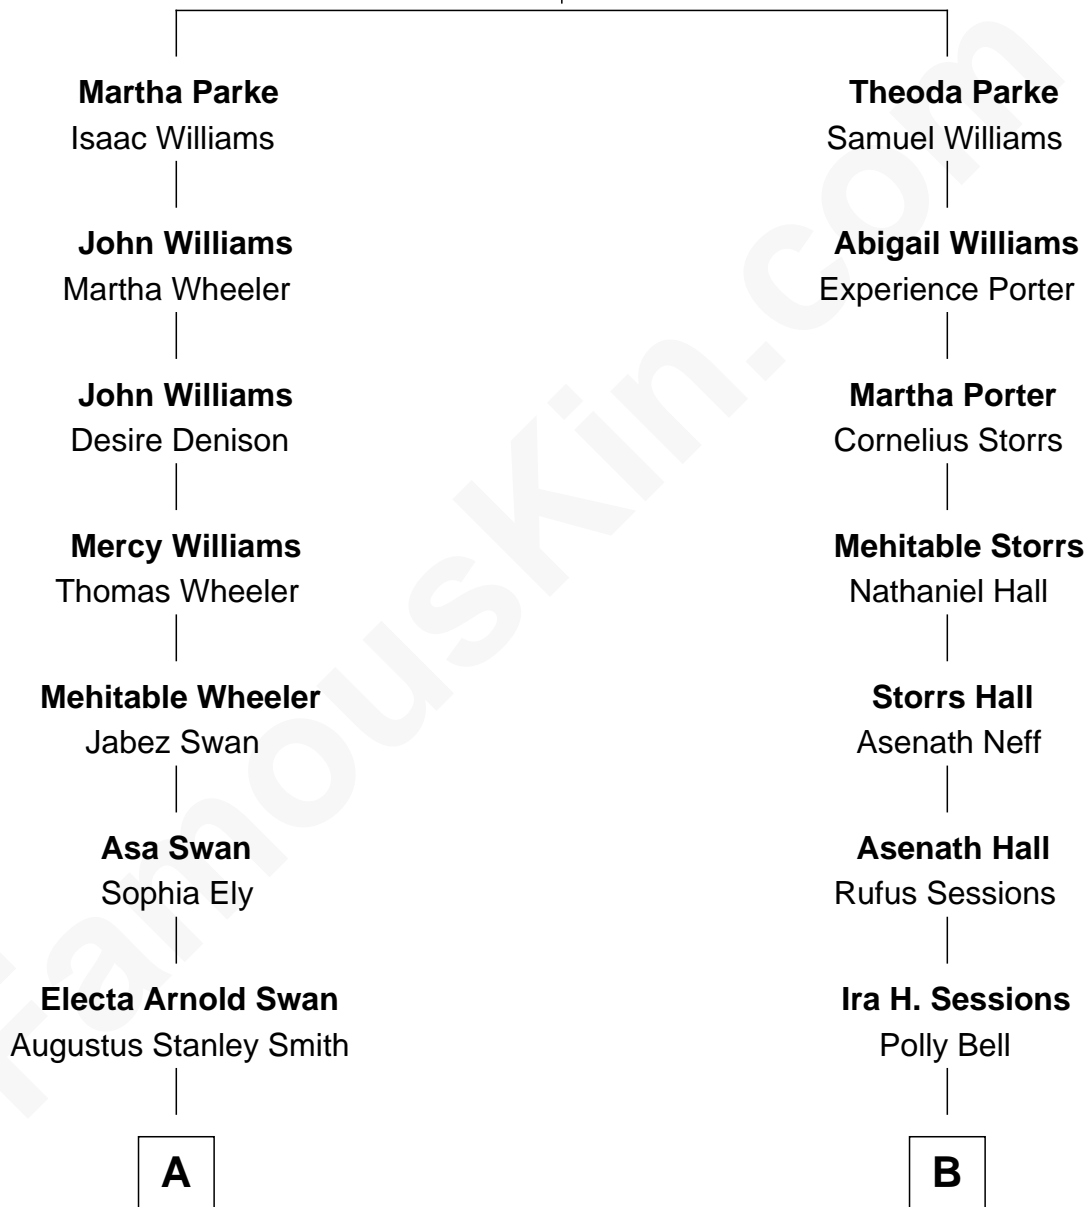 Martha Parke
Isaac Williams
Theoda Parke
Samuel Williams
John Williams
Martha Wheeler
Abigail Williams
Experience Porter
John Williams
Desire Denison
Martha Porter
Cornelius Storrs
Mercy Williams
Thomas Wheeler
Mehitable Storrs
Nathaniel Hall
Mehitable Wheeler
Jabez Swan
Storrs Hall
Asenath Neff
Asa Swan
Sophia Ely
Asenath Hall
Rufus Sessions
Electa Arnold Swan
Augustus Stanley Smith
Ira H. Sessions
Polly Bell
A
B
FamousKin.com